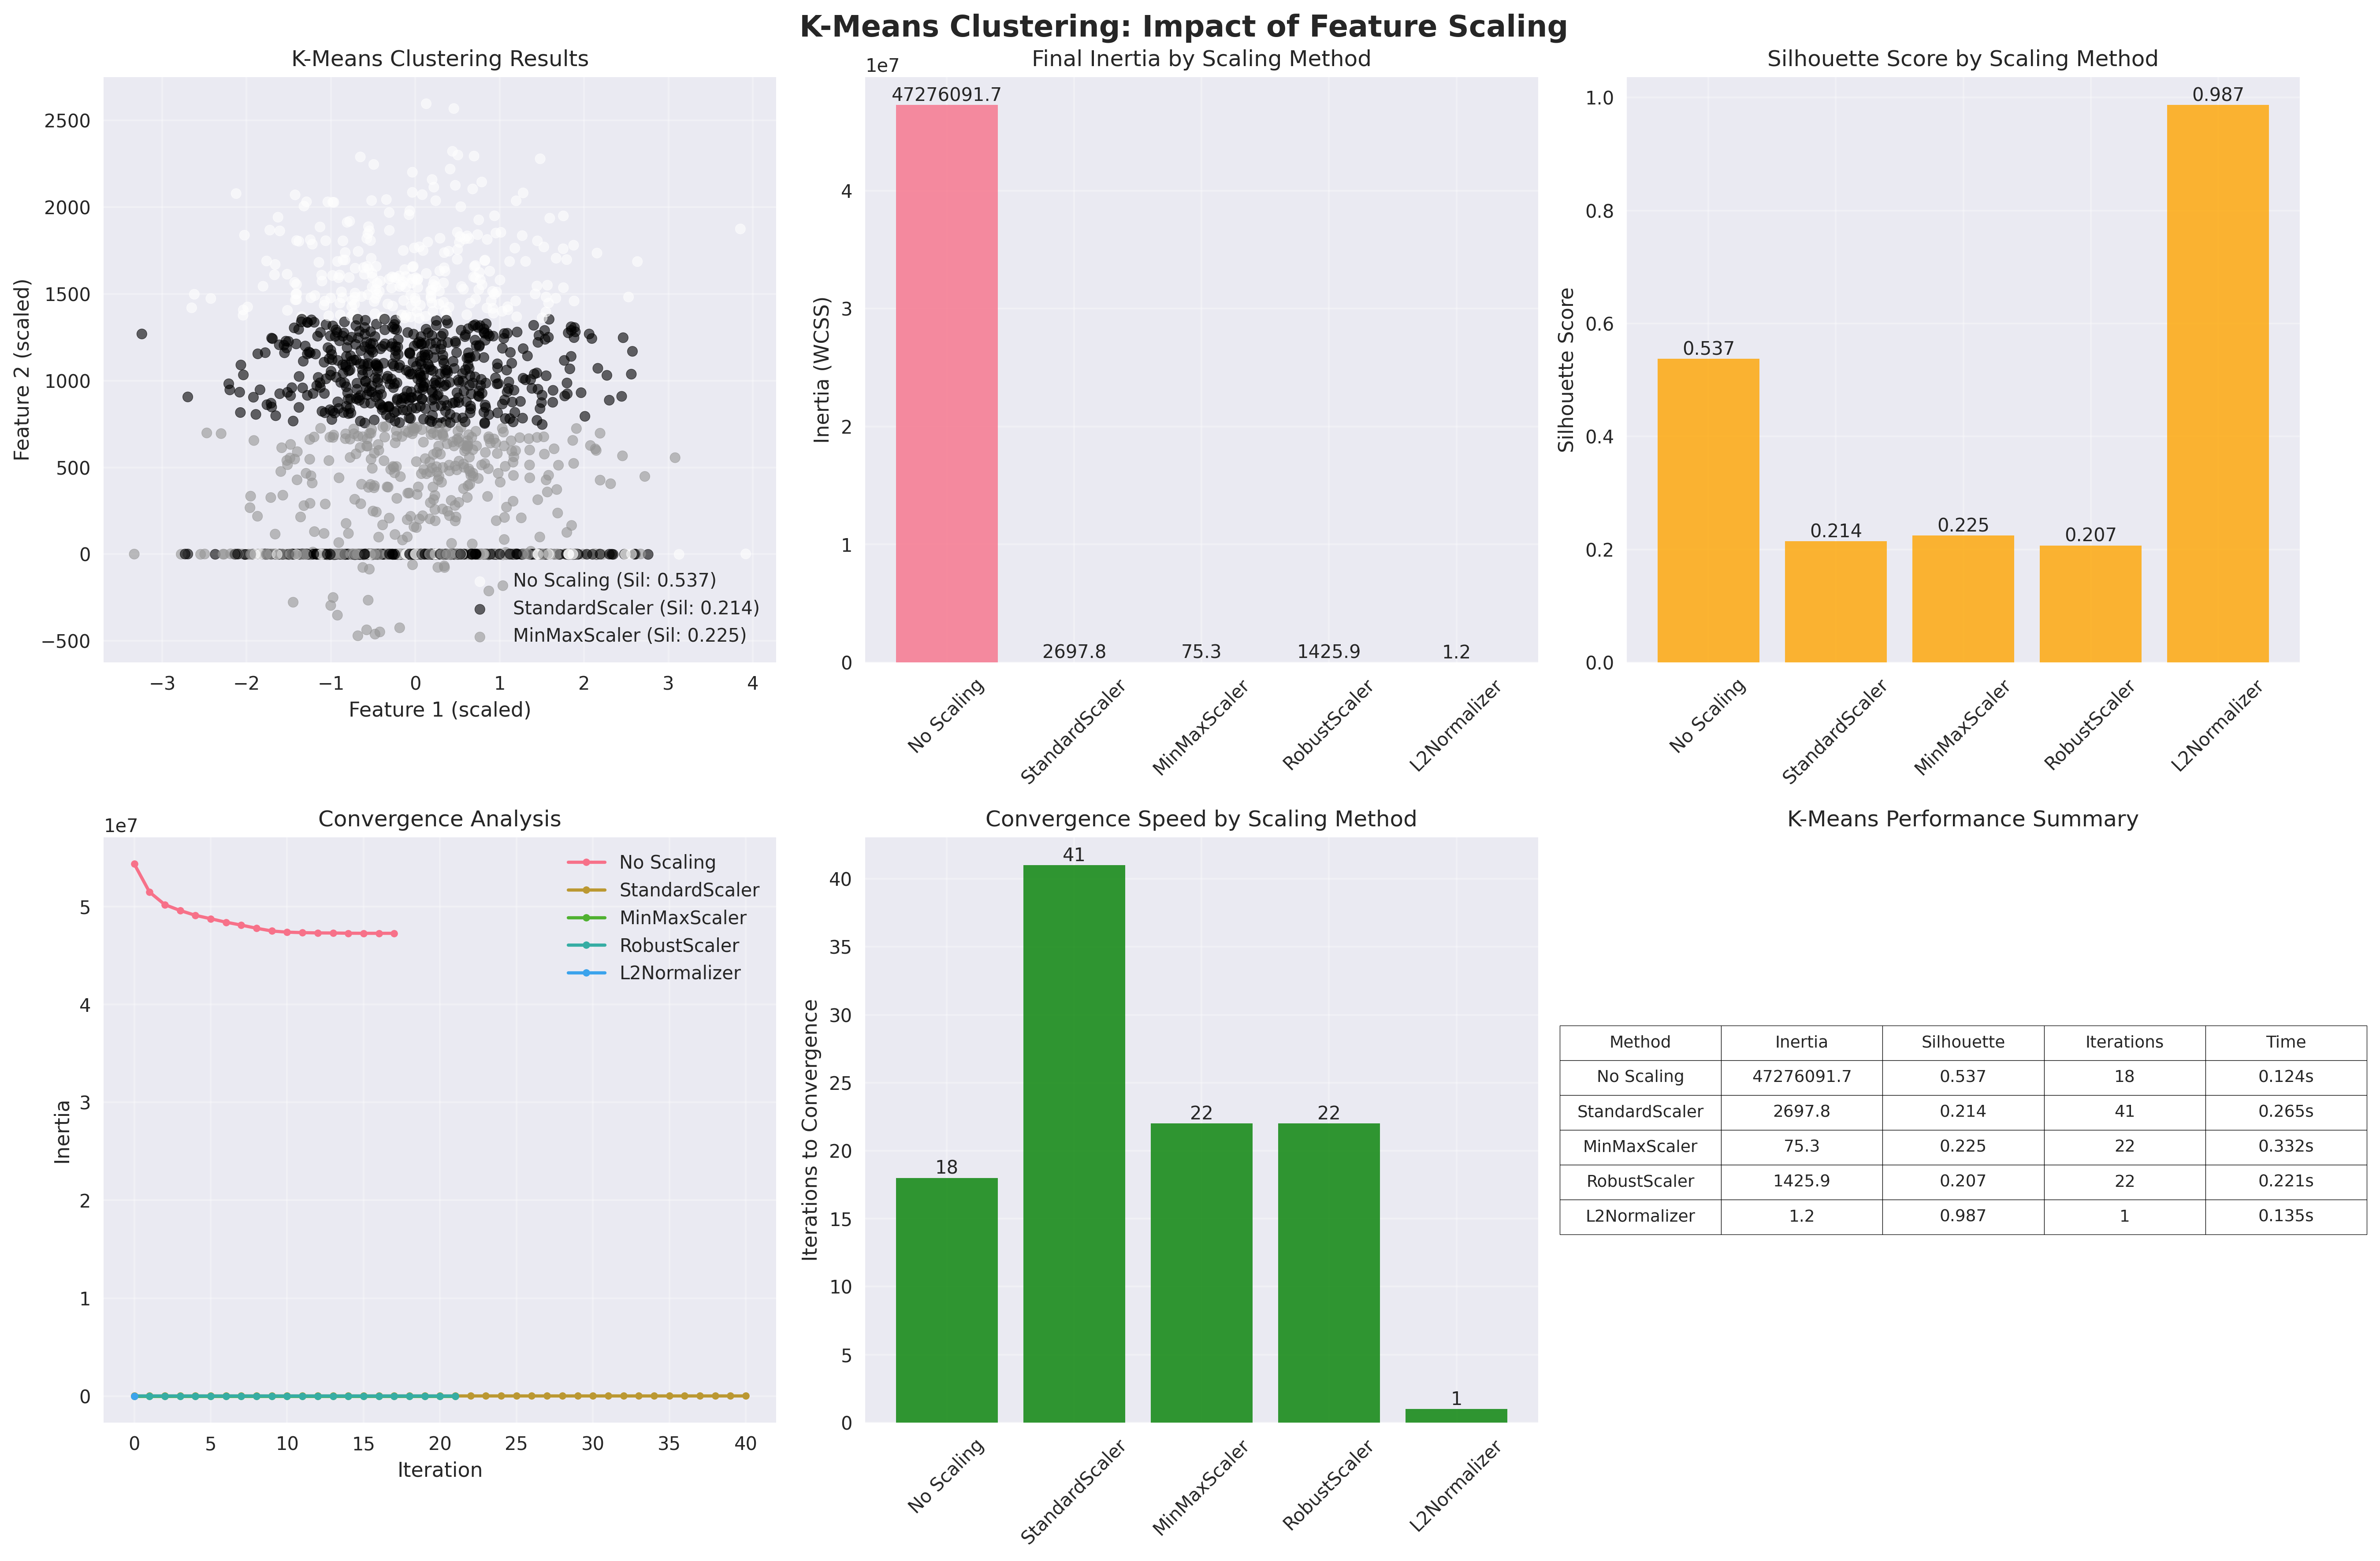 K-Means Clustering: Impact of Feature Scaling
K-Means Clustering Results
Feature 2 (scaled)
2500
2000
1500
1000
500
0
−500
No Scaling (Sil: 0.537)
StandardScaler (Sil: 0.214)
MinMaxScaler (Sil: 0.225)
−3 −2 −1 0 1 2 3 4
Feature 1 (scaled)
Final Inertia by Scaling Method
1e7
Inertia (WCSS)
4
3
2
1
0
47276091.7
2697.8
75.3
1425.9
1.2
No Scaling
StandardScaler
MinMaxScaler
RobustScaler
L2Normalizer
Silhouette Score by Scaling Method
Silhouette Score
1.0
0.8
0.6
0.4
0.2
0.0
0.537
0.214
0.225
0.207
0.987
No Scaling
StandardScaler
MinMaxScaler
RobustScaler
L2Normalizer
Convergence Analysis
1e7
Inertia
5
4
3
2
1
0
No Scaling
StandardScaler
MinMaxScaler
RobustScaler
L2Normalizer
0 5 10 15 20 25 30 35 40
Iteration
Convergence Speed by Scaling Method
Iterations to Convergence
40
35
30
25
20
15
10
5
0
18
41
22
22
1
No Scaling
StandardScaler
MinMaxScaler
RobustScaler
L2Normalizer
K-Means Performance Summary
Method Inertia Silhouette Iterations Time
No Scaling 47276091.7 0.537 18 0.124s
StandardScaler 2697.8 0.214 41 0.265s
MinMaxScaler 75.3 0.225 22 0.332s
RobustScaler 1425.9 0.207 22 0.221s
L2Normalizer 1.2 0.987 1 0.135s